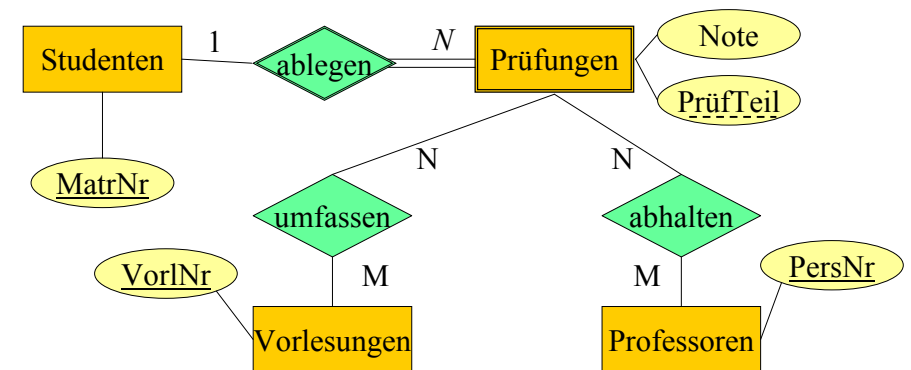 Studenten
1
ablegen
N
Prüfungen
Note
PrüfTeil
MatrNr
N
N
umfassen
abhalten
VorlNr
M
M
PersNr
Vorlesungen
Professoren